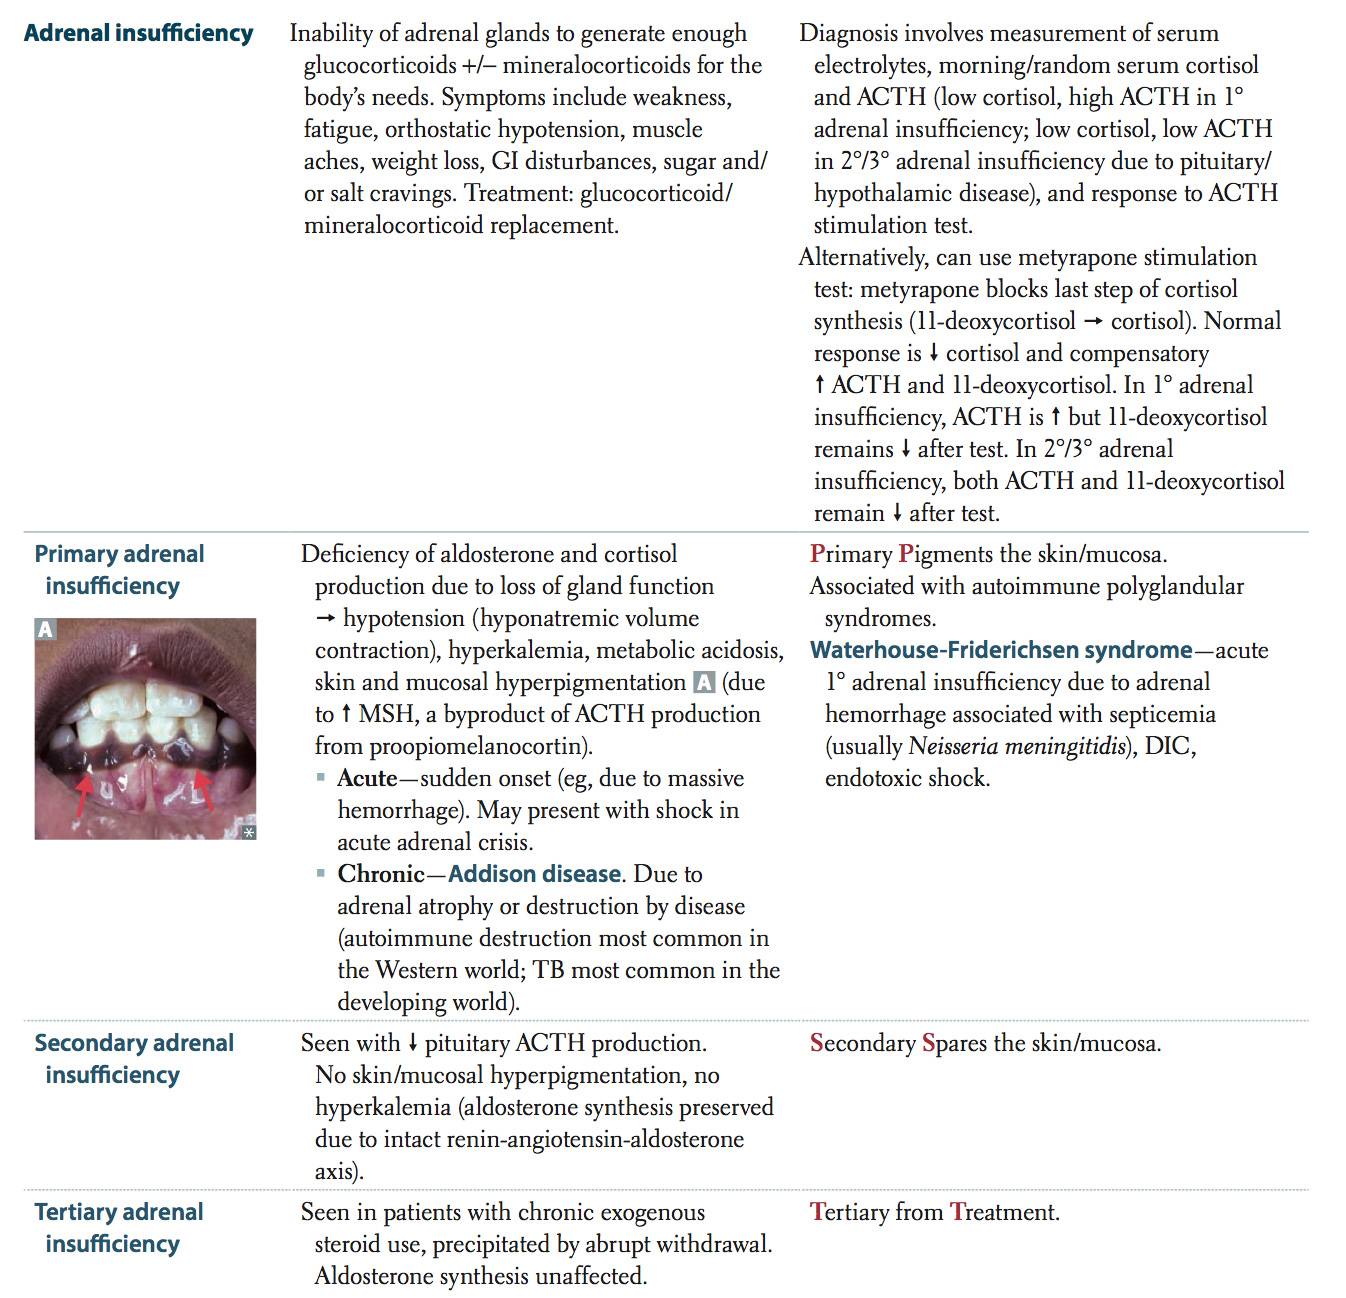 Adrenal insufficiency
Inability of adrenal glands to generate enough
glucocorticoids +/– mineralocorticoids for the
body’s needs. Symptoms include weakness,
fatigue, orthostatic hypotension, muscle
aches, weight loss, GI disturbances, sugar and/
or salt cravings. Treatment: glucocorticoid/
mineralocorticoid replacement.
Diagnosis involves measurement of serum
electrolytes, morning/random serum cortisol
and ACTH (low cortisol, high ACTH in 1°
adrenal insufficiency; low cortisol, low ACTH
in 2°/3° adrenal insufficiency due to pituitary/
hypothalamic disease), and response to ACTH
stimulation test.
Alternatively, can use metyrapone stimulation
test: metyrapone blocks last step of cortisol
synthesis (11-deoxycortisol → cortisol). Normal
response is ↓ cortisol and compensatory
↑ ACTH and 11-deoxycortisol. In 1° adrenal
insufficiency, ACTH is ↑ but 11-deoxycortisol
remains ↓ after test. In 2°/3° adrenal
insufficiency, both ACTH and 11-deoxycortisol
remain ↓ after test.
Primary adrenal
insufficiency
A
Deficiency of aldosterone and cortisol
production due to loss of gland function
→ hypotension (hyponatremic volume
contraction), hyperkalemia, metabolic acidosis,
skin and mucosal hyperpigmentation A (due
to ↑ MSH, a byproduct of ACTH production
from proopiomelanocortin).
▪ Acute—sudden onset (eg, due to massive
hemorrhage). May present with shock in
acute adrenal crisis.
▪ Chronic—Addison disease. Due to
adrenal atrophy or destruction by disease
(autoimmune destruction most common in
the Western world; TB most common in the
developing world).
Primary Pigments the skin/mucosa.
Associated with autoimmune polyglandular
syndromes.
Waterhouse-Friderichsen syndrome—acute
1° adrenal insufficiency due to adrenal
hemorrhage associated with septicemia
(usually Neisseria meningitidis), DIC,
endotoxic shock.
Secondary adrenal
insufficiency
Seen with ↓ pituitary ACTH production.
No skin/mucosal hyperpigmentation, no
hyperkalemia (aldosterone synthesis preserved
due to intact renin-angiotensin-aldosterone
axis).
Secondary Spares the skin/mucosa.
Tertiary adrenal
insufficiency
Seen in patients with chronic exogenous
steroid use, precipitated by abrupt withdrawal.
Aldosterone synthesis unaffected.
Tertiary from Treatment.